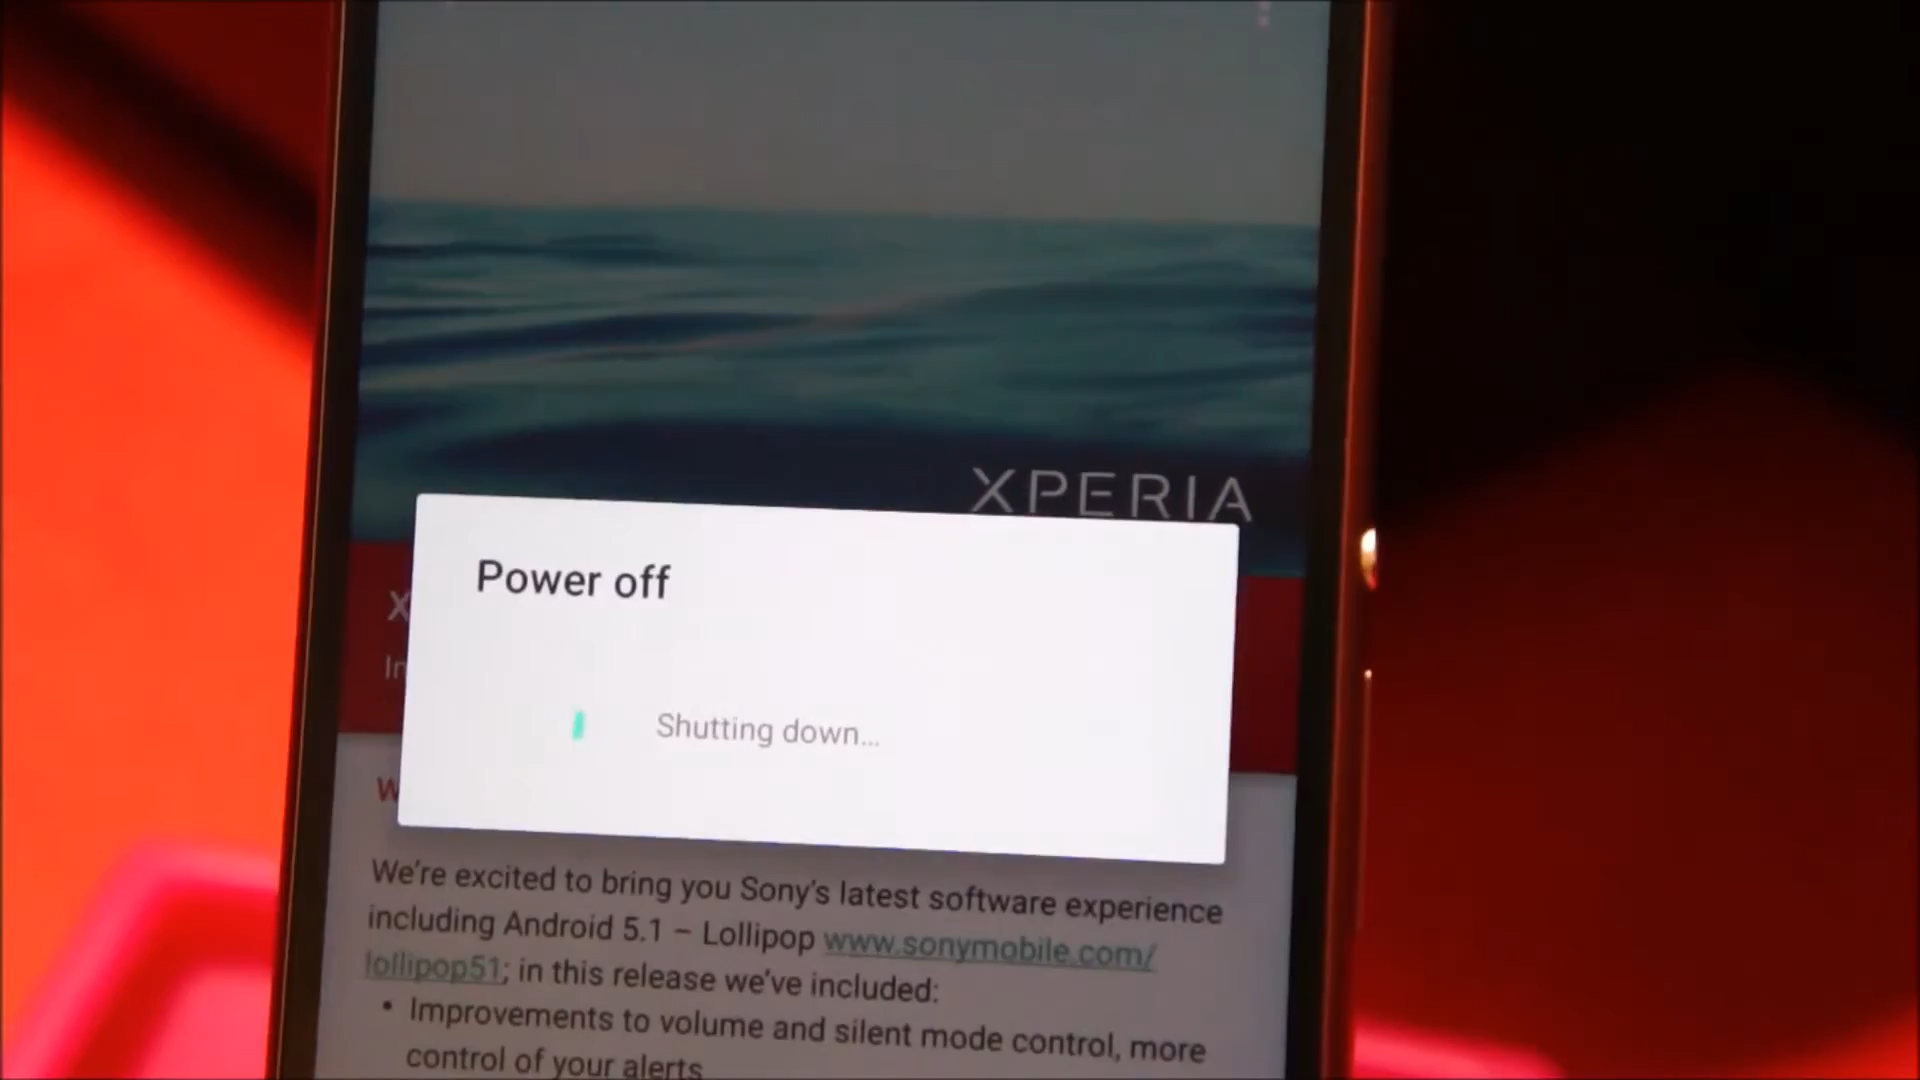 XPERIA
Power off
X
In
Shutting down...
W
We're excited to bring you Sony's latest software experience
including Android 5.1 – Lollipop www.sonymobile.com/
lollipop51; in this release we've included:
• Improvements to volume and silent mode control, more
control of your alerts